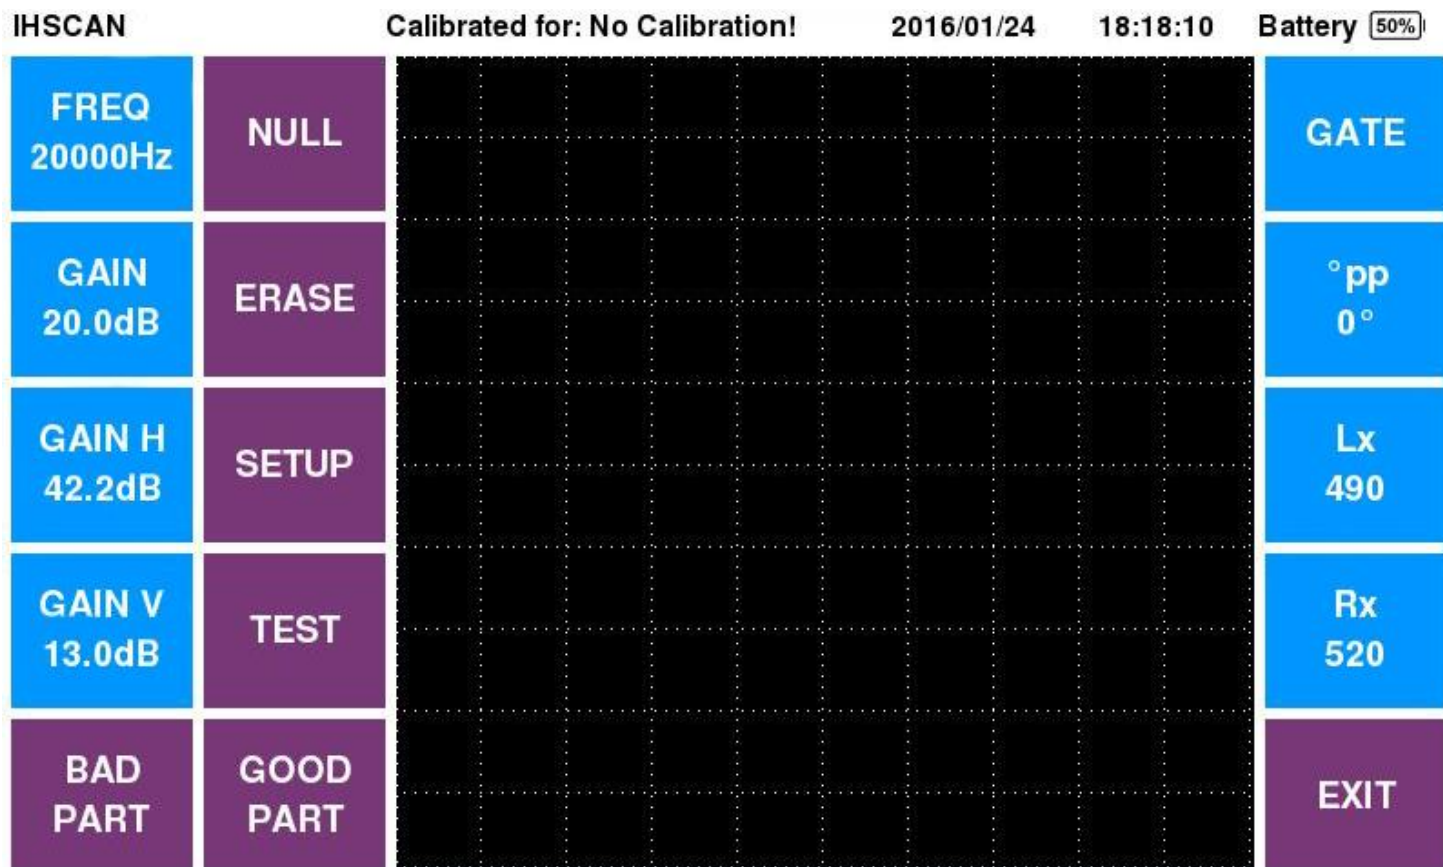 IHSCAN Calibrated for: No Calibration! 2016/01/24 18:18:10 Battery 50%
FREQ
20000Hz
NULL
GATE
GAIN
20.0dB
ERASE
°pp
0°
GAIN H
42.2dB
SETUP
Lx
490
GAIN V
13.0dB
TEST
Rx
520
BAD
PART
GOOD
PART
EXIT